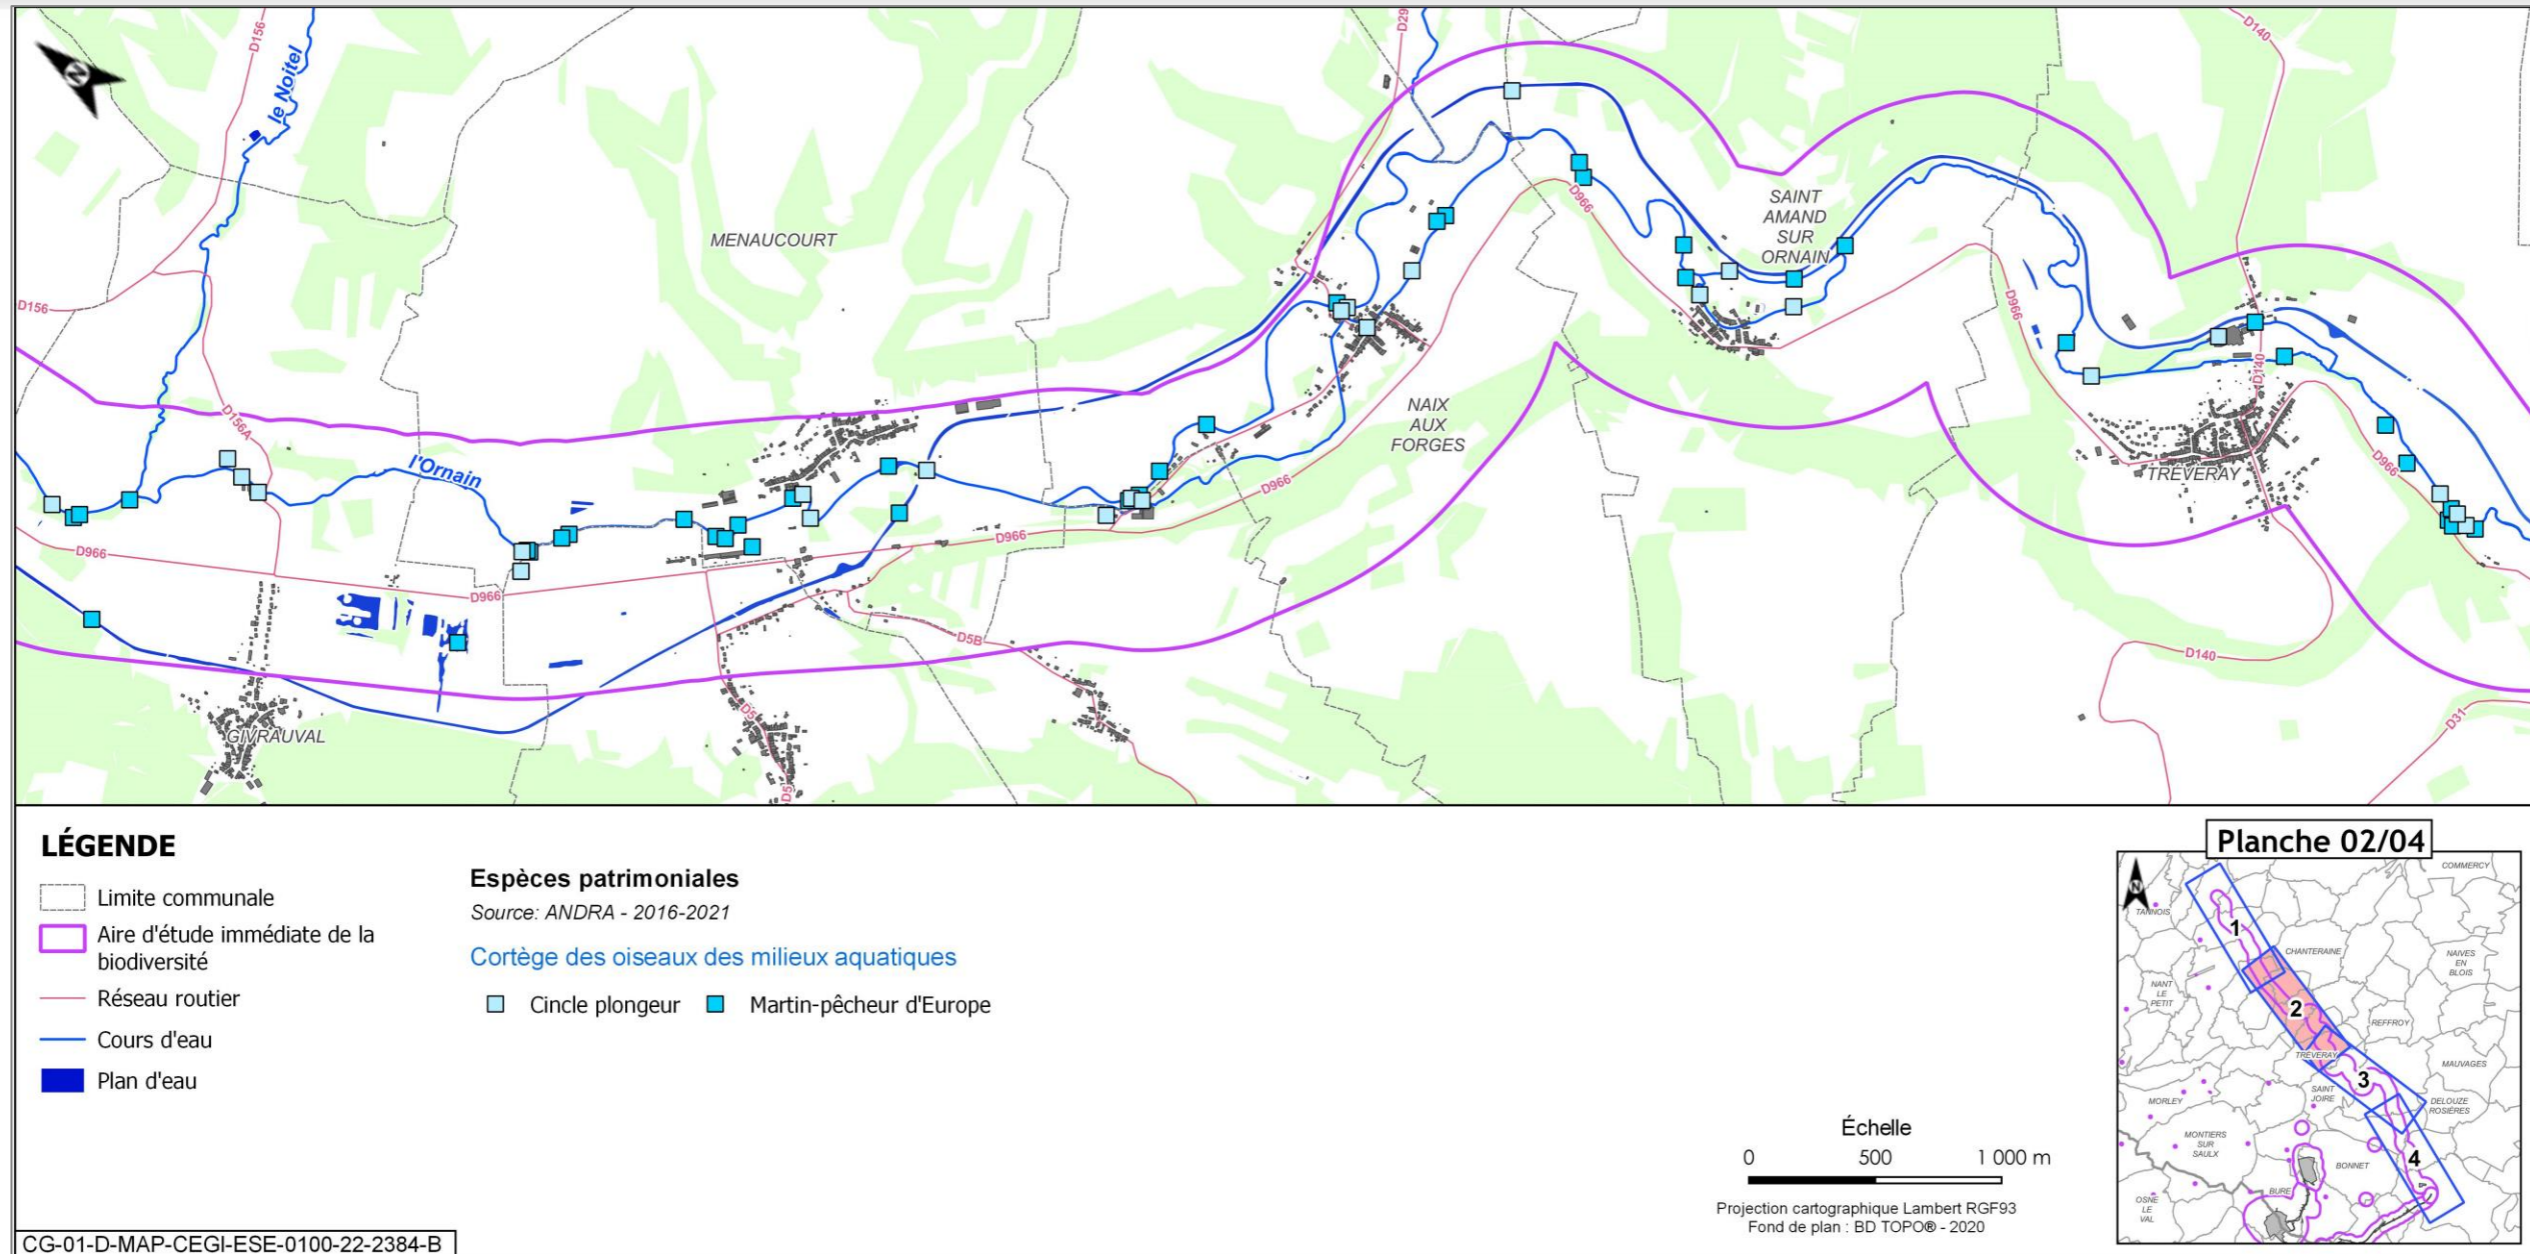 D156
le Noitel
D29
D140
N
MENAUCOURT
D966
SAINT
AMAND
SUR
ORNAIN
D156
D966
D156A
NAIX
AUX
FORGES
D140
l'Ornain
TRÉVERAY
D966
D966
D966
D966
D966
D5B
D140
GIVRAUVAL
D5
D5
D31
LÉGENDE
Limite communale
Aire d'étude immédiate de la
biodiversité
Réseau routier
Cours d'eau
Plan d'eau
Espèces patrimoniales
Source: ANDRA - 2016-2021
Cortège des oiseaux des milieux aquatiques
Cincle plongeur
Martin-pêcheur d'Europe
Échelle
0 500 1 000 m
Projection cartographique Lambert RGF93
Fond de plan : BD TOPO® - 2020
Planche 02/04
N
COMMERCY
TANNOIS
1
CHANTERAINE
NAIVES
EN
BLOIS
NANT
LE
PETIT
2
REFFROY
TRÉVERAY
MAUVAGES
3
SAINT
JOIRE
MORLEY
DELOUZE
ROSIÈRES
MONTIERS
SUR
SAULX
4
BONNET
BURE
OSNE
LE
VAL
CG-01-D-MAP-CEGI-ESE-0100-22-2384-B